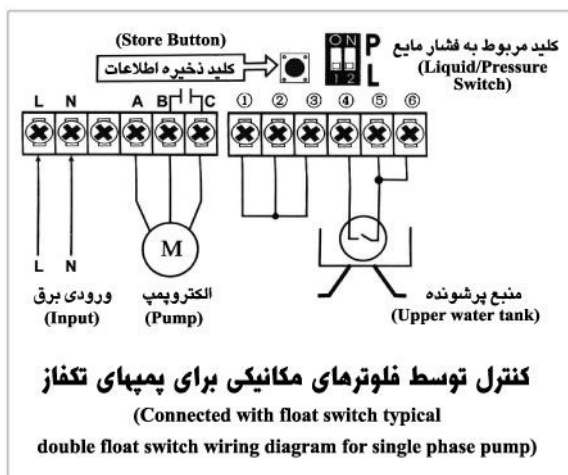 (Store Button)
کلید ذخیره اطلاعات
ON
1 2
P
L
کلید مربوط به فشار مایع
(Liquid/Pressure
Switch)
L N A B C ① ② ③ ④ ⑤ ⑥
M
L N
ورودی برق
(Input)
الکتروپمپ
(Pump)
منبع پرشونده
(Upper water tank)
کنترل توسط فلوترهای مکانیکی برای پمپهای تکفاز
(Connected with float switch typical
double float switch wiring diagram for single phase pump)